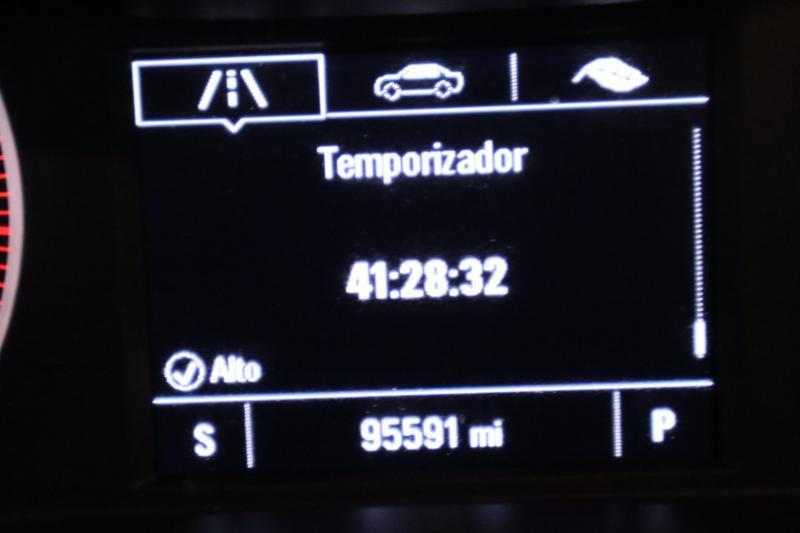 Temporizador
41:28:32
Alto
S 95591 mi P